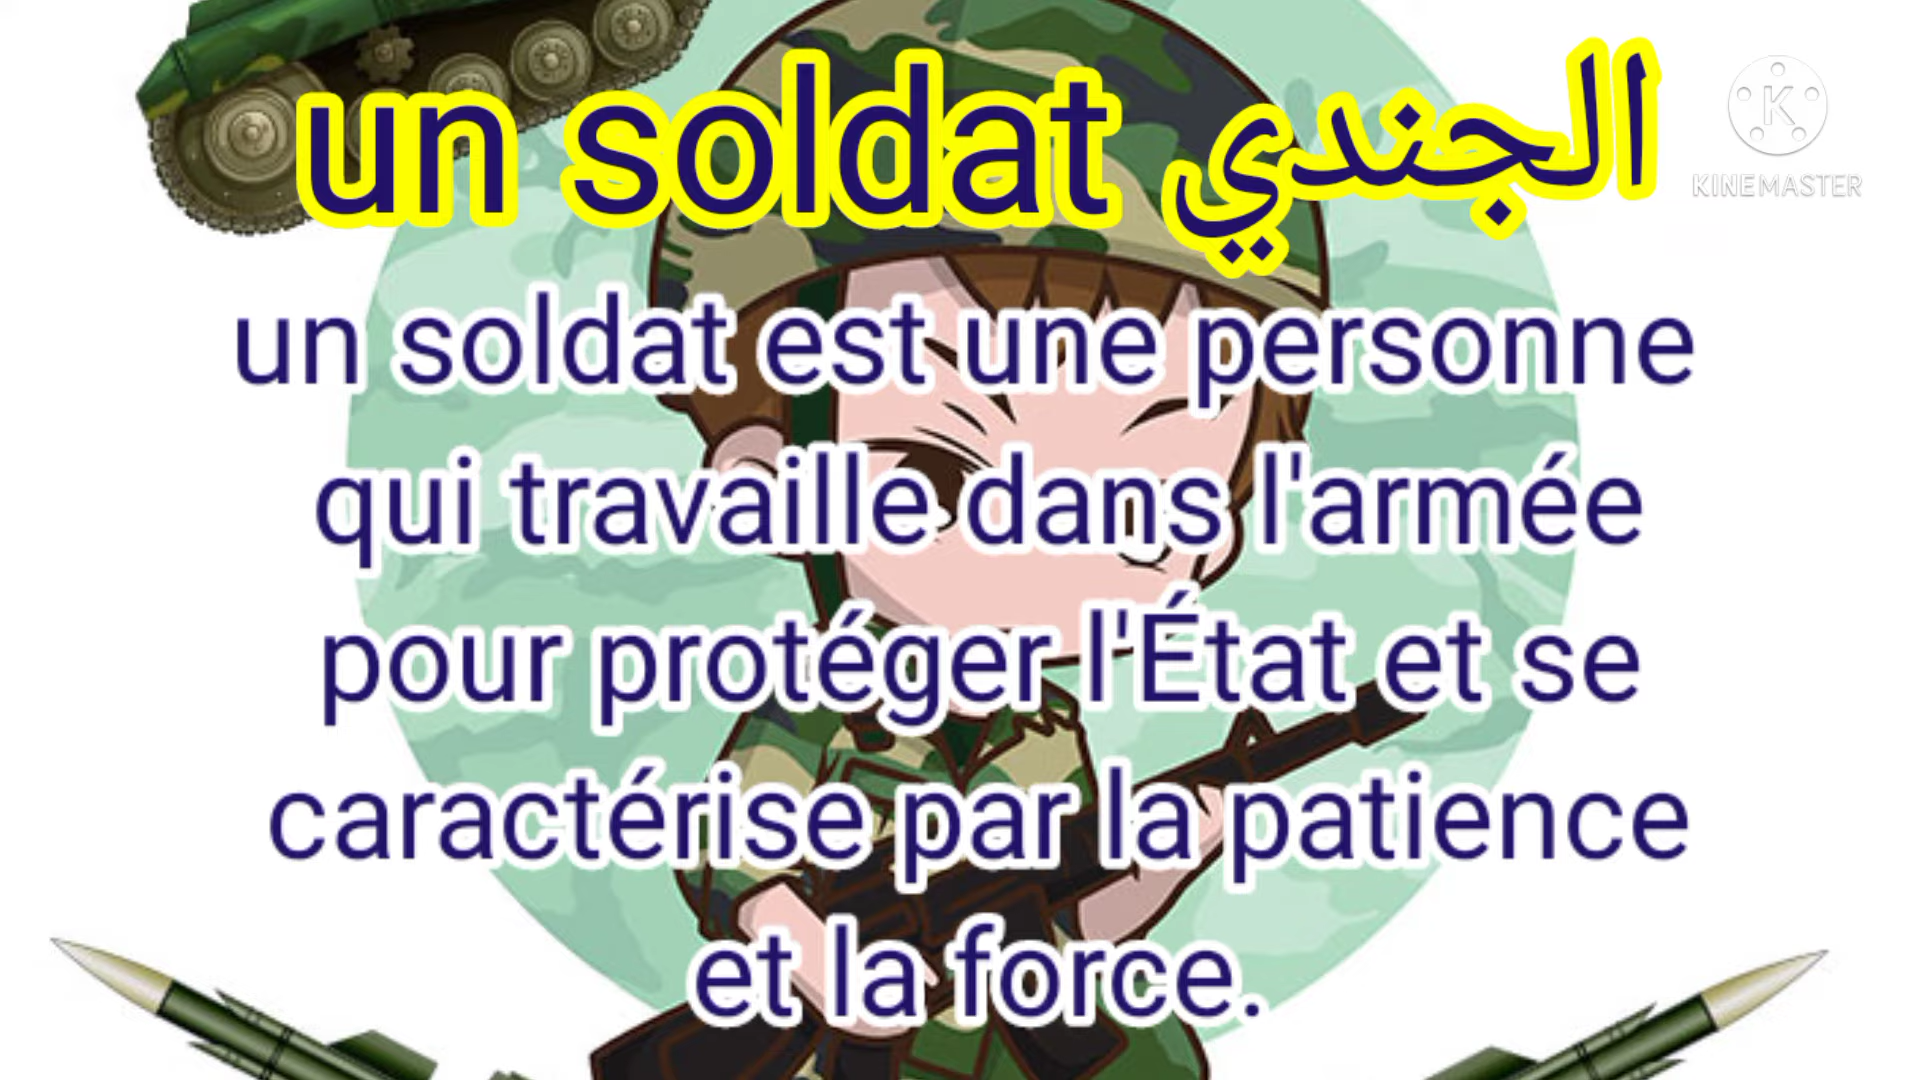 un soldat الجندي
KINEMASTER
un soldat est une personne
qui travaille dans l'armée
pour protéger l'État et se
caractérise par la patience
et la force.